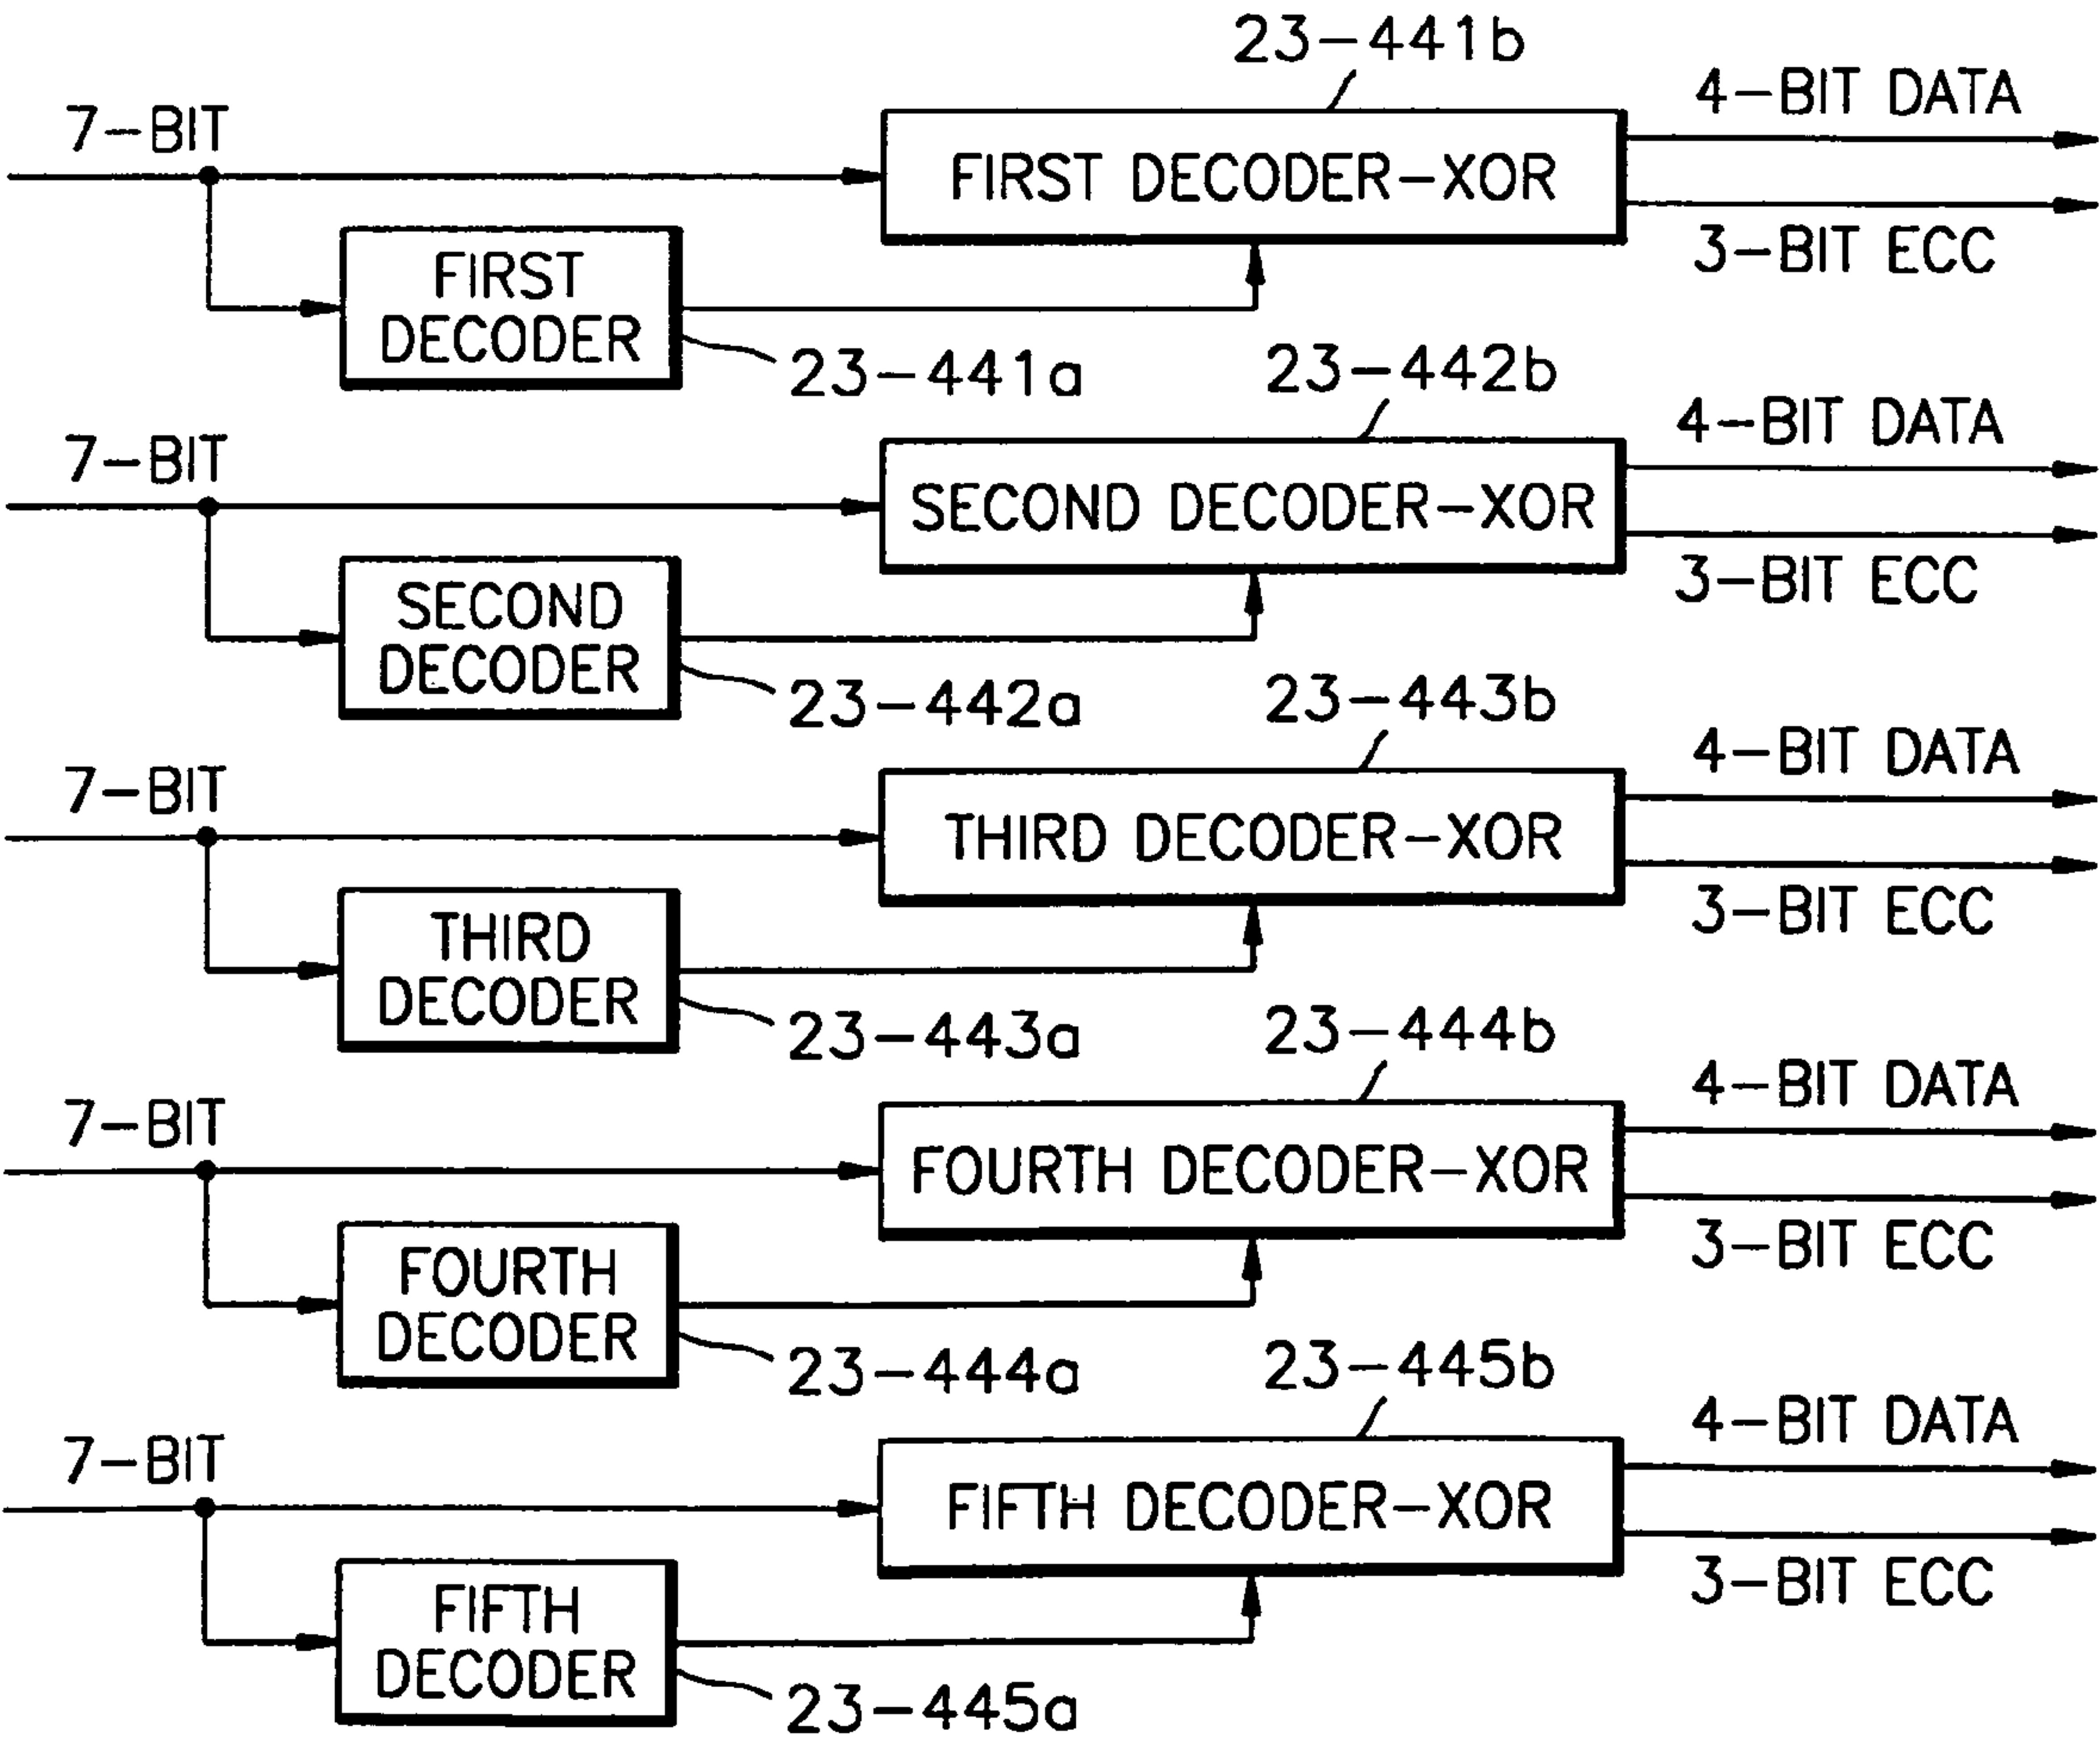 23-441b
4-BIT DATA
7-BIT
FIRST DECODER-XOR
3-BIT ECC
FIRST
DECODER
23-441a
23-442b
4-BIT DATA
7-BIT
SECOND DECODER-XOR
3-BIT ECC
SECOND
DECODER
23-442a
23-443b
4-BIT DATA
7-BIT
THIRD DECODER-XOR
3-BIT ECC
THIRD
DECODER
23-443a
23-444b
4-BIT DATA
7-BIT
FOURTH DECODER-XOR
3-BIT ECC
FOURTH
DECODER
23-444a
23-445b
4-BIT DATA
7-BIT
FIFTH DECODER-XOR
3-BIT ECC
FIFTH
DECODER
23-445a